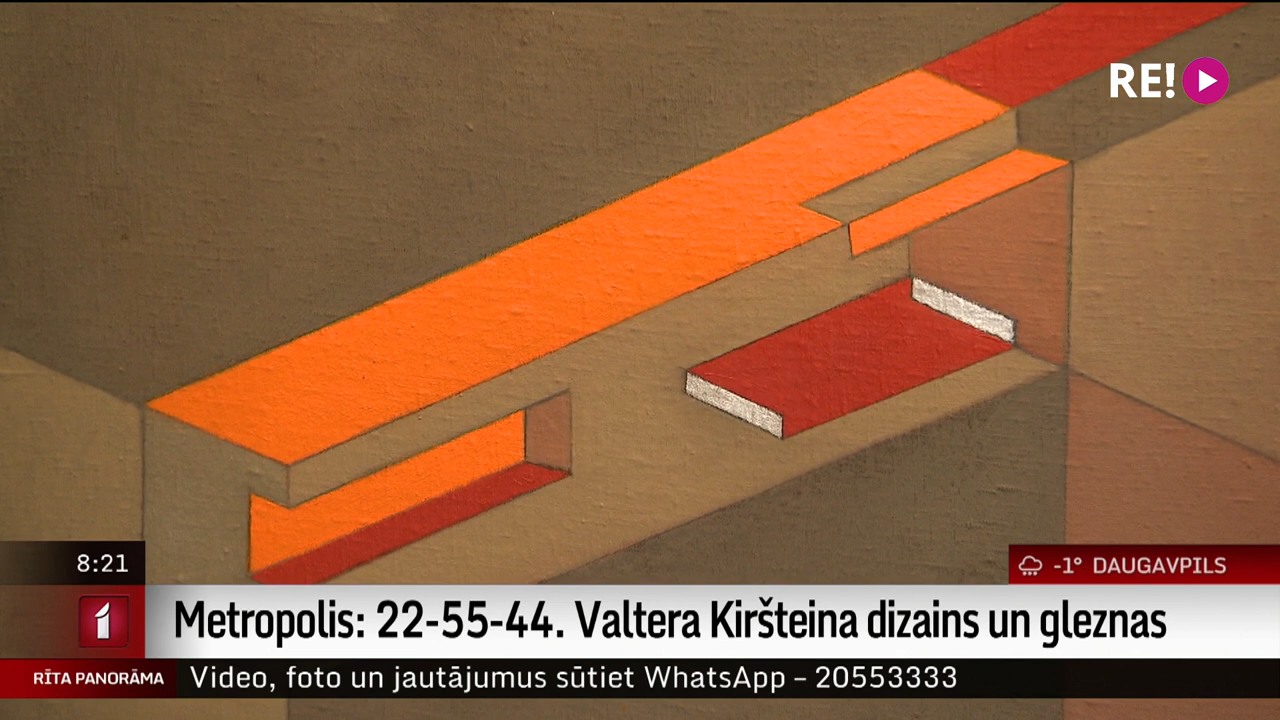 RE!
8:21
-1° DAUGAVPILS
1
Metropolis: 22-55-44. Valtera Kiršteina dizains un gleznas
RĪTA PANORĀMA
Video, foto un jautājumus sūtiet WhatsApp – 20553333